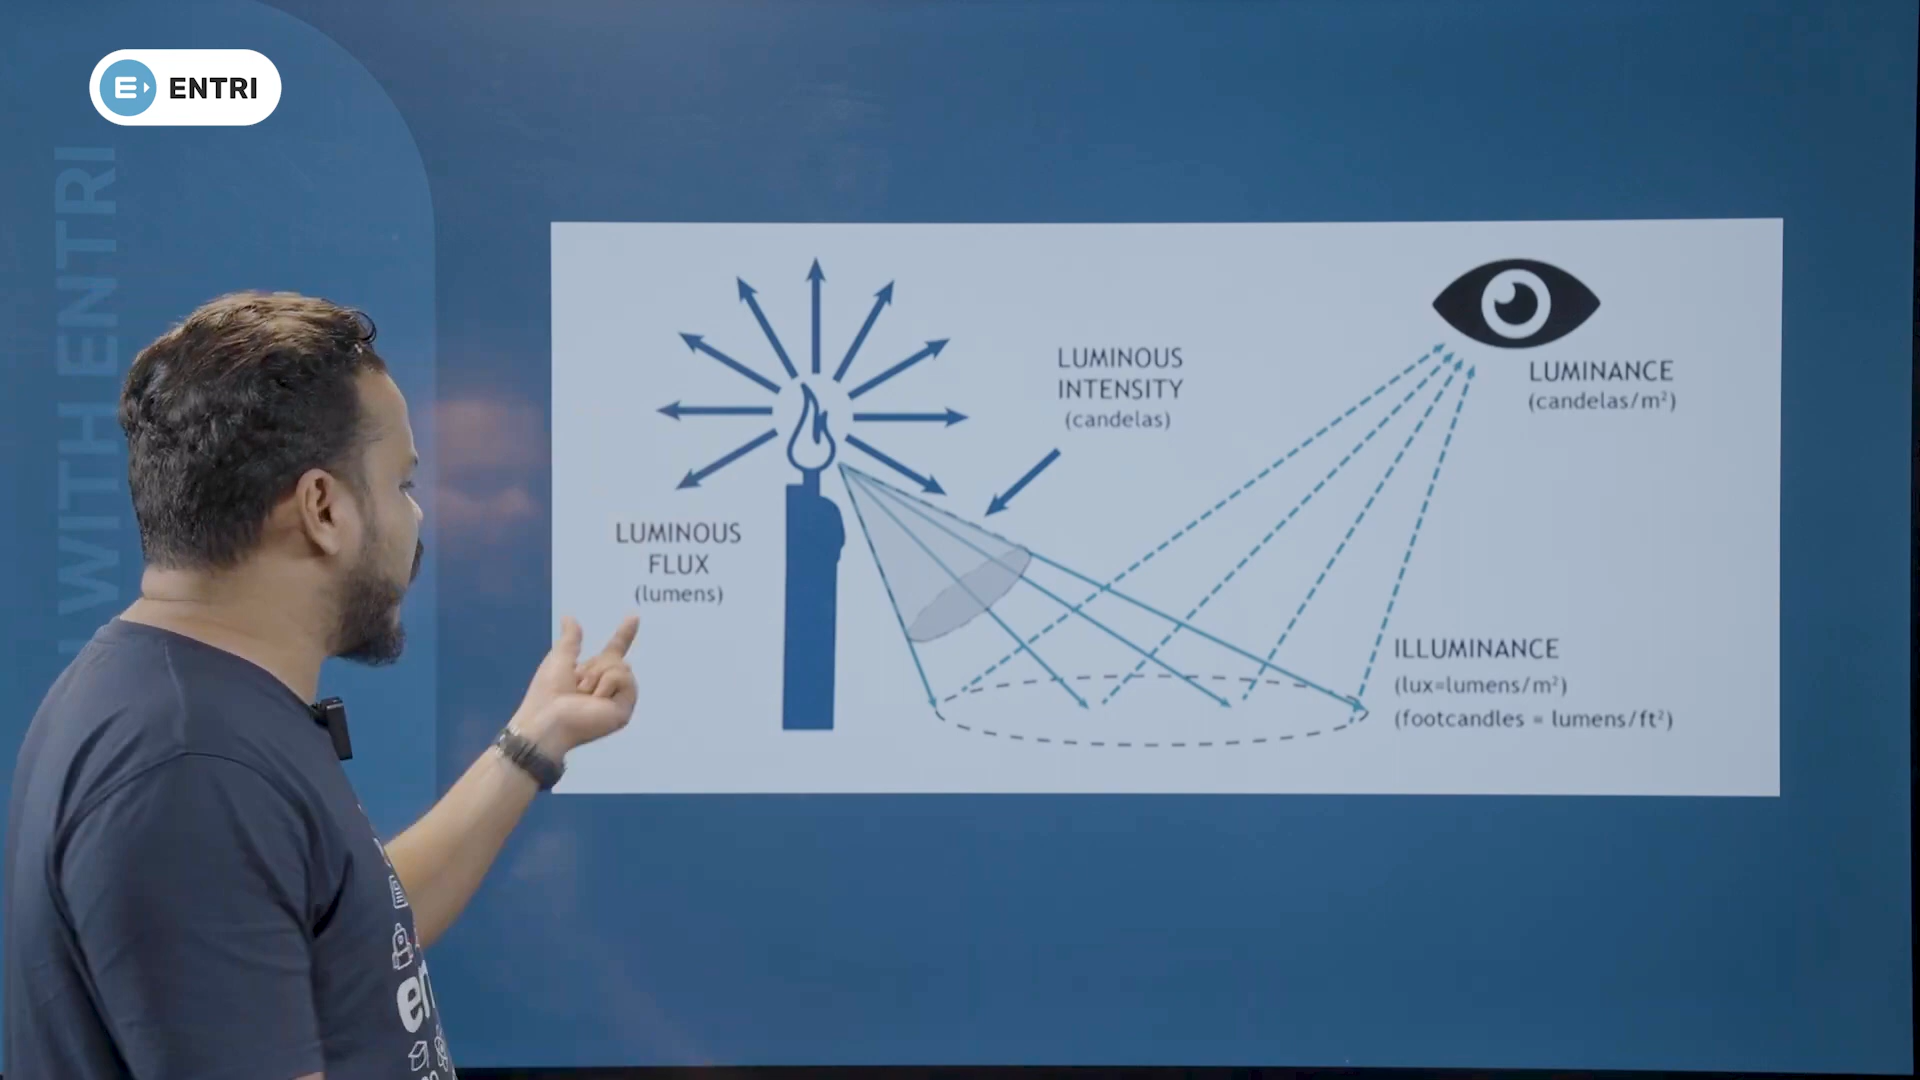 ENTRI
WITH ENTRI
LUMINOUS
INTENSITY
(candelas)
LUMINANCE
(candelas/m²)
LUMINOUS
FLUX
(lumens)
ILLUMINANCE
(lux=lumens/m²)
(footcandles = lumens/ft²)